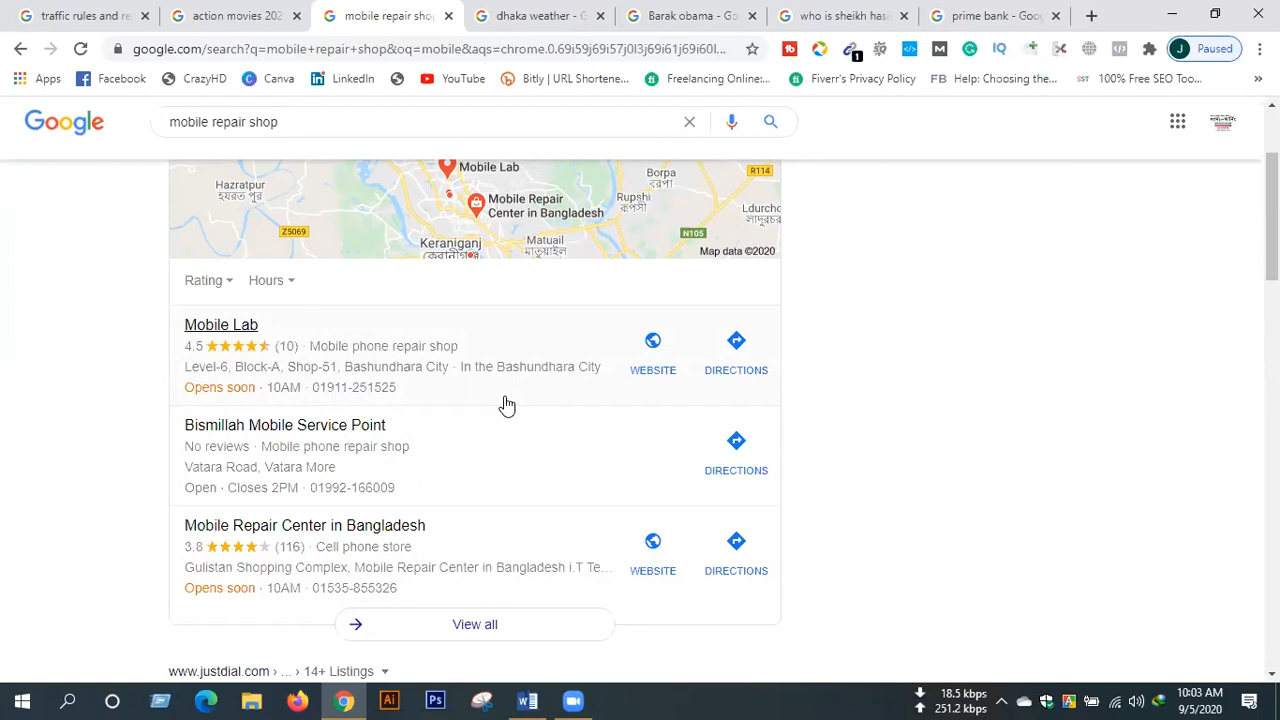 traffic rules and re
action movies 202
mobile repair shop
dhaka weather - G
Barak obama - Go
who is sheikh has
prime bank - Goog
google.com/search?q=mobile+repair+shop&oq=mobile&aqs=chrome.0.69i59j69i57j0l3j69i61j69i60l...
1
IQ
J
Paused
Apps
Facebook
CrazyHD
Canva
LinkedIn
YouTube
Bitly | URL Shortene...
Freelancing Online:...
Fiverr's Privacy Policy
FB
Help: Choosing the...
100% Free SEO Too...
Google
mobile repair shop
Mobile Lab
Borpa
বরপা
R114
Hazratpur
হযরতপুর
Mobile Repair
Center in Bangladesh
Rupshi
রূপসী
Ldurcho
Z5069
Keraniganj
কেরানীগঞ্জ
Matuail
মাতুয়াইল
N105
Map data ©2020
Rating
Hours
Mobile Lab
4.5 (10) · Mobile phone repair shop
Level-6, Block-A, Shop-51, Bashundhara City · In the Bashundhara City
Opens soon · 10AM · 01911-251525
WEBSITE
DIRECTIONS
Bismillah Mobile Service Point
No reviews · Mobile phone repair shop
Vatara Road, Vatara More
Open · Closes 2PM · 01992-166009
DIRECTIONS
Mobile Repair Center in Bangladesh
3.8 (116) · Cell phone store
Gulistan Shopping Complex, Mobile Repair Center in Bangladesh i.T Te...
Opens soon · 10AM · 01535-855326
WEBSITE
DIRECTIONS
View all
www.justdial.com › ... › 14+ Listings
Ai
Ps
18.5 kbps
251.2 kbps
10:03 AM
9/5/2020